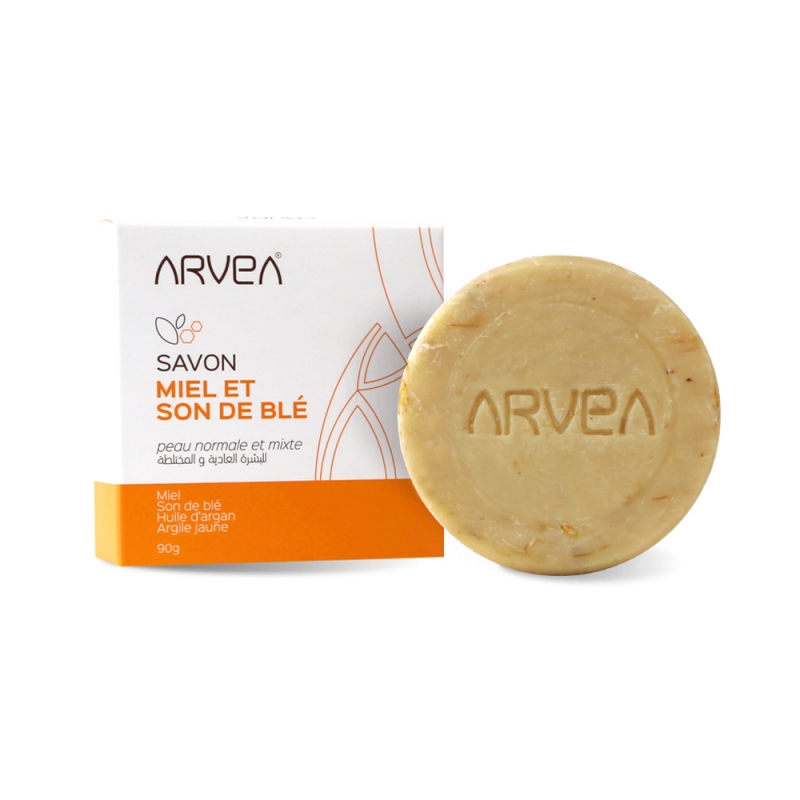 ARVEA®
SAVON
MIEL ET
SON DE BLÉ
peau normale et mixte
للبشرة العادية و المختلطة
Miel
Son de blé
Huile d'argan
Argile jaune
90g
ARVEA